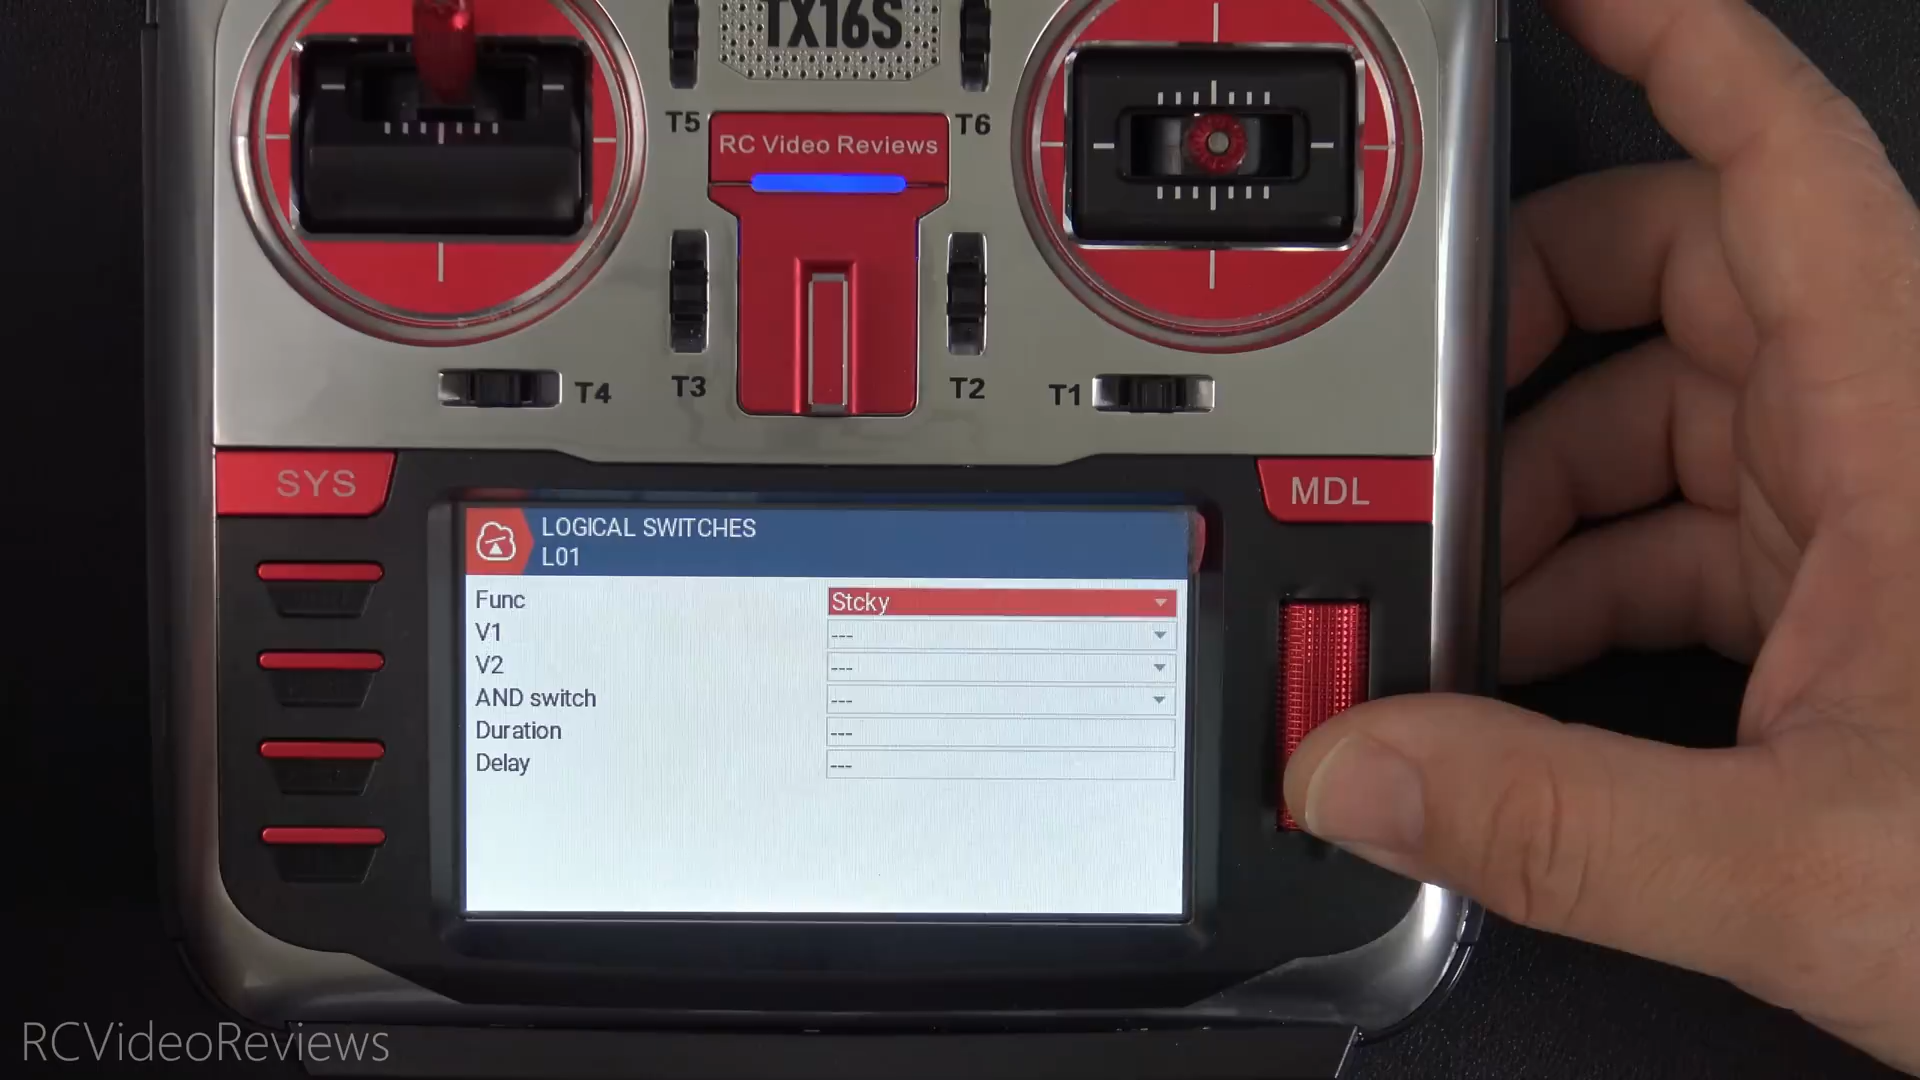 TX16S
T5
T6
RC Video Reviews
T4
T3
T2
T1
SYS
MDL
LOGICAL SWITCHES
L01
Func Stcky
V1 ---
V2 ---
AND switch ---
Duration ---
Delay ---
RCVideoReviews